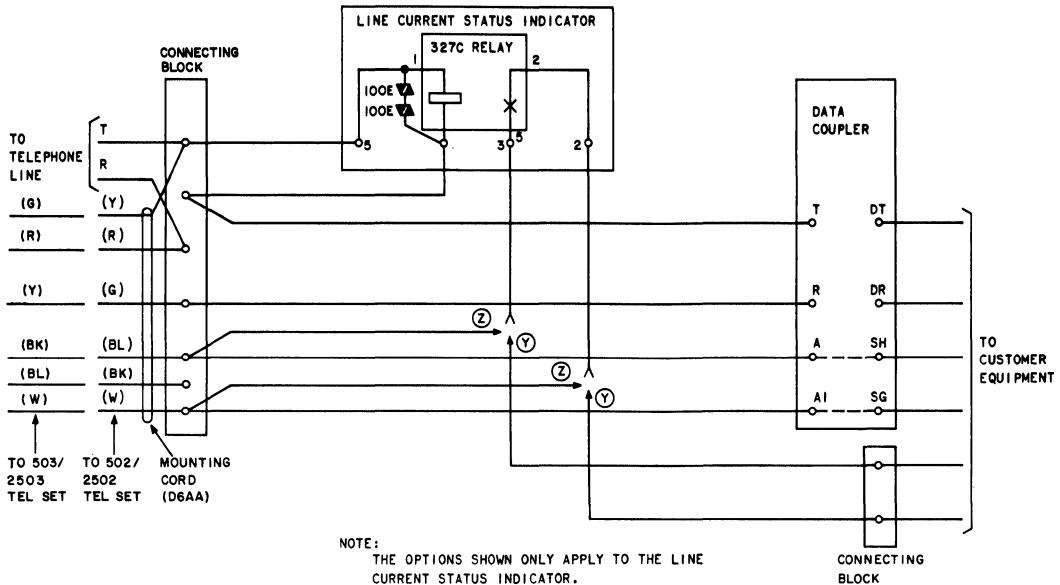 LINE CURRENT STATUS INDICATOR
327C RELAY
CONNECTING
BLOCK
1
2
100E
100E
5
3
5
2
TO
TELEPHONE
LINE
T
R
DATA
COUPLER
(G) (Y)
(R) (R)
(Y) (G)
(BK) (BL)
(BL) (BK)
(W) (W)
T DT
R DR
A SH
A1 SG
Z
Y
Z
Y
TO
CUSTOMER
EQUIPMENT
TO 503/
2503
TEL SET
TO 502/
2502
TEL SET
MOUNTING
CORD
(D6AA)
NOTE:
THE OPTIONS SHOWN ONLY APPLY TO THE LINE
CURRENT STATUS INDICATOR.
CONNECTING
BLOCK